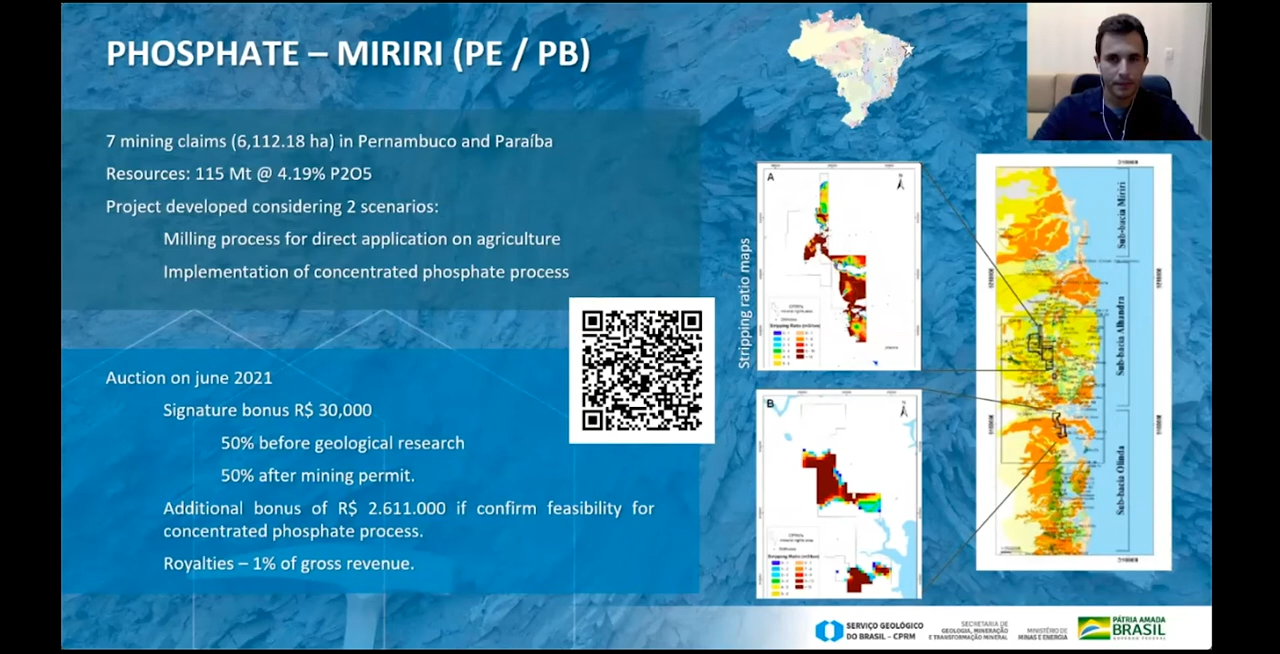 PHOSPHATE – MIRIRI (PE / PB)
7 mining claims (6,112.18 ha) in Pernambuco and Paraíba
Resources: 115 Mt @ 4.19% P2O5
Project developed considering 2 scenarios:
Milling process for direct application on agriculture
Implementation of concentrated phosphate process
Auction on june 2021
Signature bonus R$ 30,000
50% before geological research
50% after mining permit.
Additional bonus of R$ 2.611.000 if confirm feasibility for
concentrated phosphate process.
Royalties – 1% of gross revenue.
Stripping ratio maps
A
N
B
N
Sub-bacia Miriri
Sub-bacia Alhandra
Sub-bacia Olinda
SERVIÇO GEOLÓGICO
DO BRASIL – CPRM
SECRETARIA DE
GEOLOGIA, MINERAÇÃO
E TRANSFORMAÇÃO MINERAL
MINISTÉRIO DE
MINAS E ENERGIA
PÁTRIA AMADA
BRASIL
GOVERNO FEDERAL